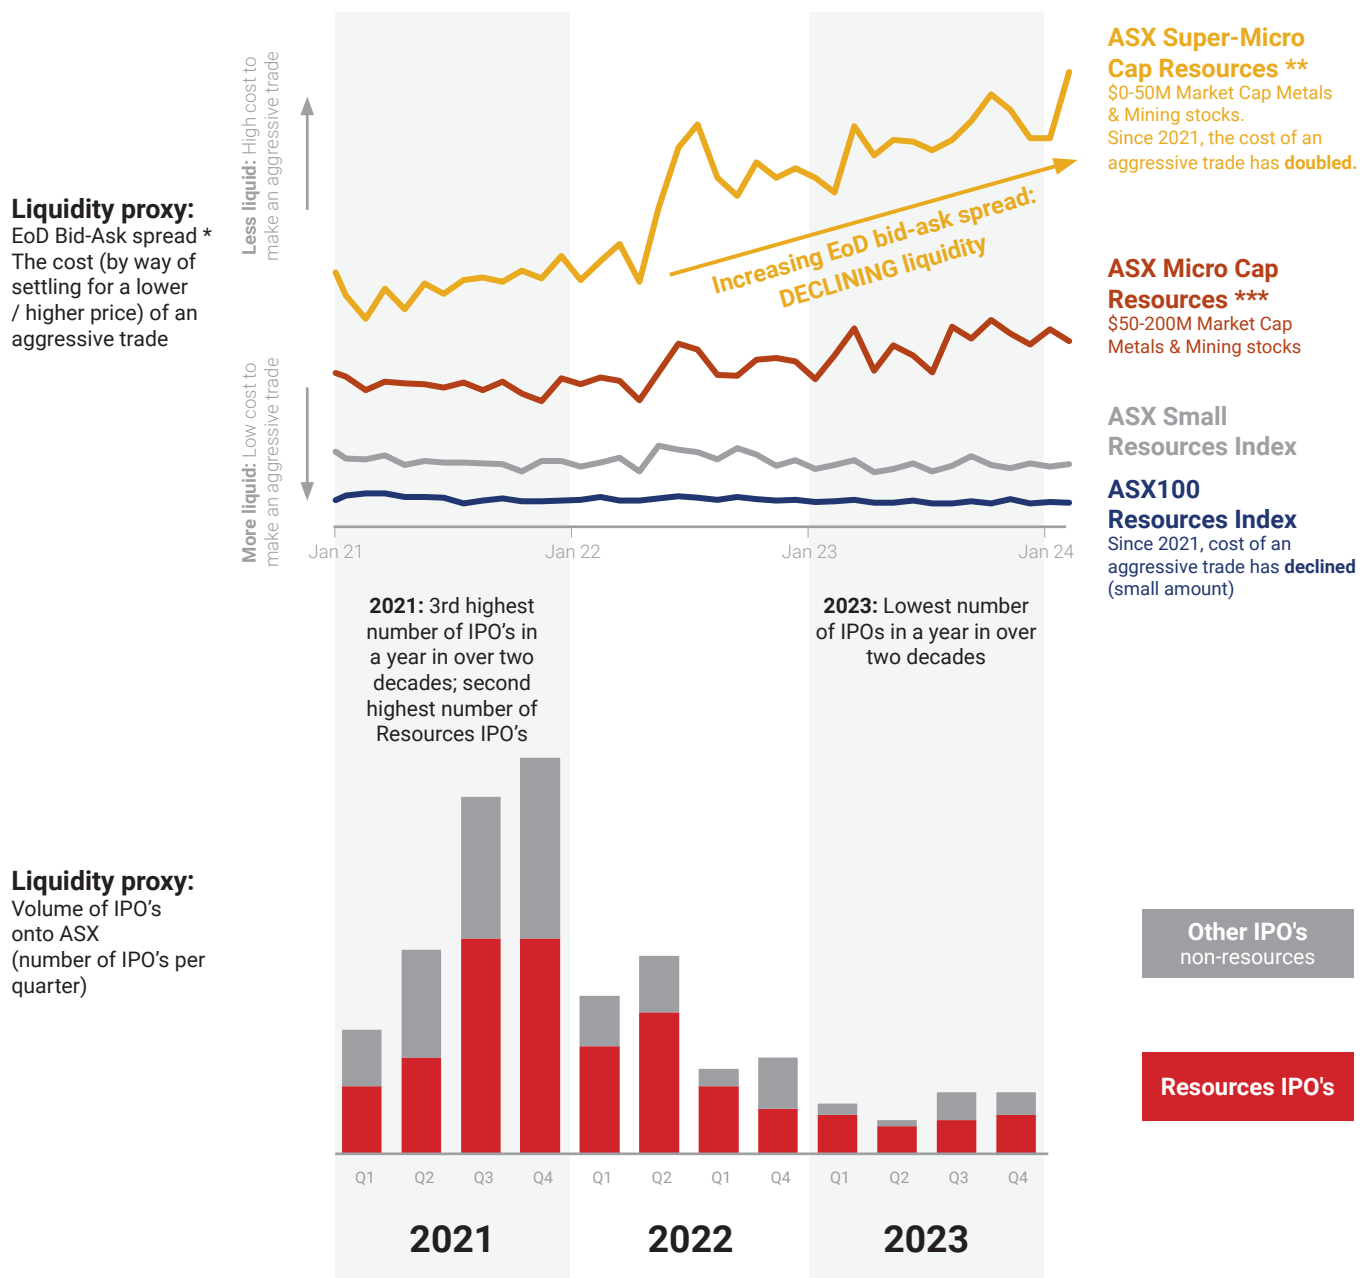 Liquidity proxy:
EoD Bid-Ask spread *
The cost (by way of
settling for a lower
/ higher price) of an
aggressive trade
Less liquid: High cost to
make an aggressive trade
More liquid: Low cost to
make an aggressive trade
Increasing EoD bid-ask spread:
DECLINING liquidity
ASX Super-Micro
Cap Resources **
$0-50M Market Cap Metals
& Mining stocks.
Since 2021, the cost of an
aggressive trade has doubled.
ASX Micro Cap
Resources ***
$50-200M Market Cap
Metals & Mining stocks
ASX Small
Resources Index
ASX100
Resources Index
Since 2021, cost of an
aggressive trade has declined
(small amount)
Jan 21
Jan 22
Jan 23
Jan 24
2021: 3rd highest
number of IPO's in
a year in over two
decades; second
highest number of
Resources IPO's
2023: Lowest number
of IPOs in a year in over
two decades
Liquidity proxy:
Volume of IPO's
onto ASX
(number of IPO's per
quarter)
Other IPO's
non-resources
Resources IPO's
Q1 Q2 Q3 Q4 Q1 Q2 Q1 Q4 Q1 Q2 Q3 Q4
2021 2022 2023